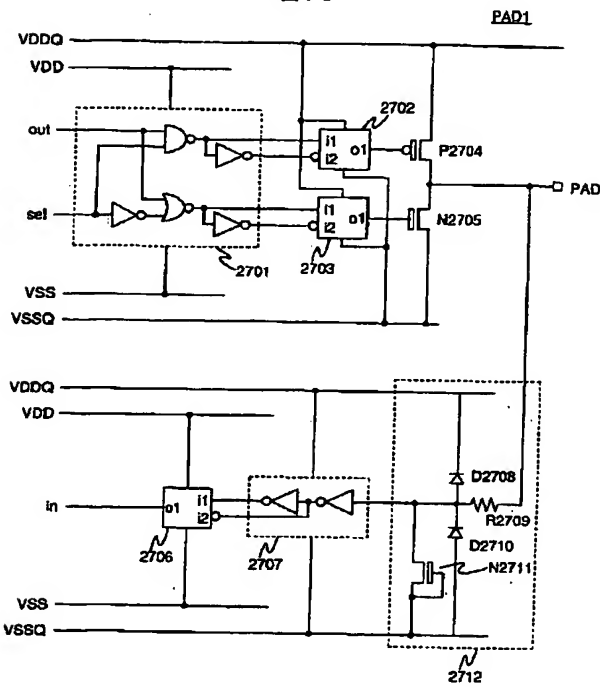 PAD1
VDDQ
VDD
2702
out
i1
i2
o1
P2704
PAD
sel
i1
i2
o1
N2705
2701
2703
VSS
VSSQ
VDDQ
VDD
D2708
in
o1
i1
i2
R2709
D2710
2706
2707
N2711
VSS
VSSQ
2712